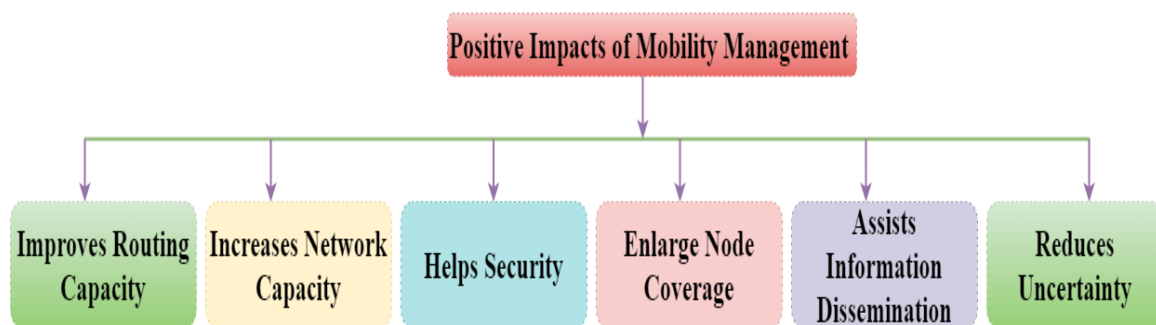 Positive Impacts of Mobility Management
Improves Routing
Capacity
Increases Network
Capacity
Helps Security
Enlarge Node
Coverage
Assists
Information
Dissemination
Reduces
Uncertainty